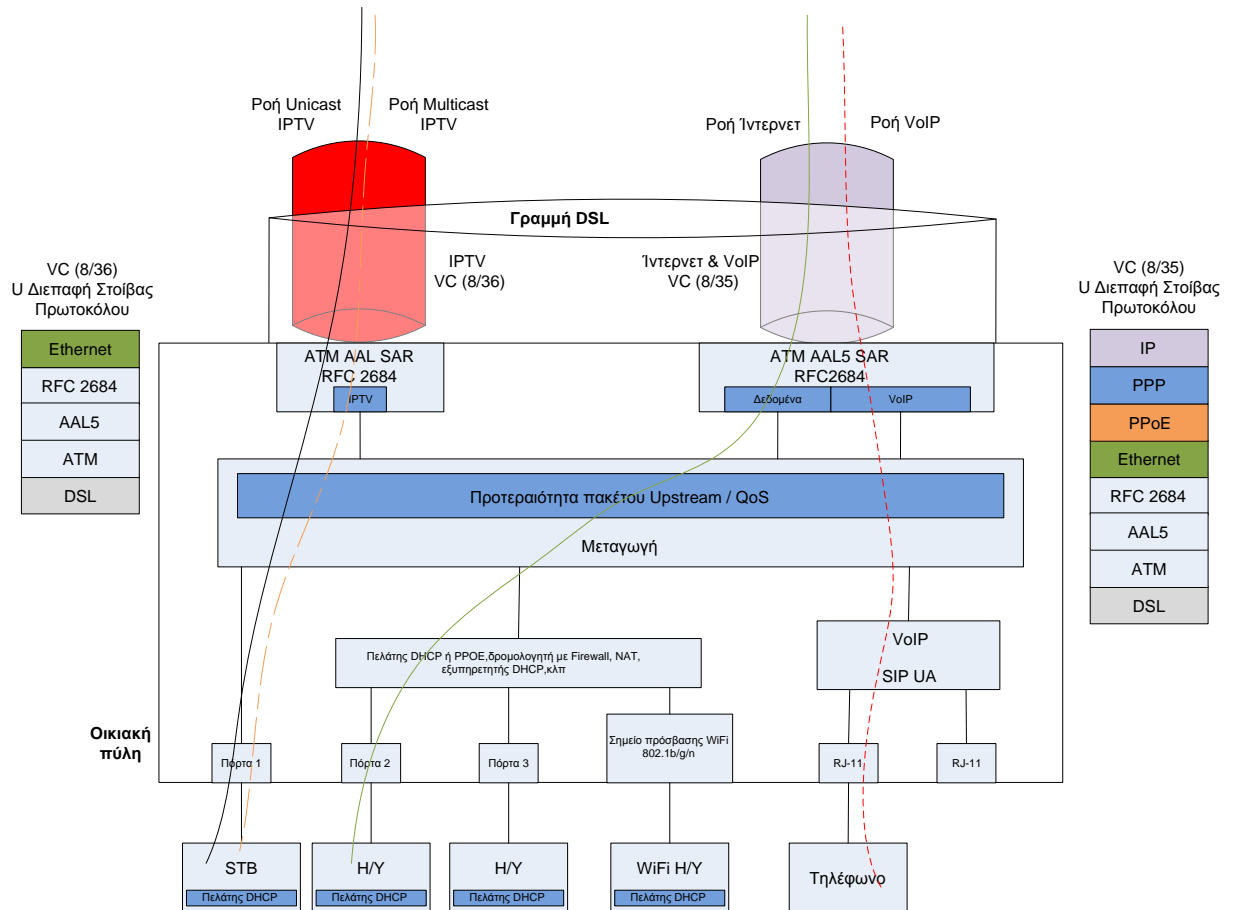 Ροή Unicast
IPTV
Ροή Multicast
IPTV
Ροή Ίντερνετ
Ροή VoIP
Γραμμή DSL
IPTV
VC (8/36)
Ίντερνετ & VoIP
VC (8/35)
VC (8/36)
U Διεπαφή Στοίβας
Πρωτοκόλου
Ethernet
RFC 2684
AAL5
ATM
DSL
VC (8/35)
U Διεπαφή Στοίβας
Πρωτοκόλου
IP
PPP
PPoE
Ethernet
RFC 2684
AAL5
ATM
DSL
ATM AAL SAR
RFC 2684
IPTV
ATM AAL5 SAR
RFC2684
Δεδομένα
VoIP
Προτεραιότητα πακέτου Upstream / QoS
Μεταγωγή
Πελάτης DHCP ή PPOE,δρομολογητή με Firewall, NAT,
εξυπηρετητής DHCP,κλπ
VoIP
SIP UA
Οικιακή
πύλη
Πόρτα 1
Πόρτα 2
Πόρτα 3
Σημείο πρόσβασης WiFi
802.1b/g/n
RJ-11
RJ-11
STB
Πελάτης DHCP
Η/Υ
Πελάτης DHCP
Η/Υ
Πελάτης DHCP
WiFi Η/Υ
Πελάτης DHCP
Τηλέφωνο